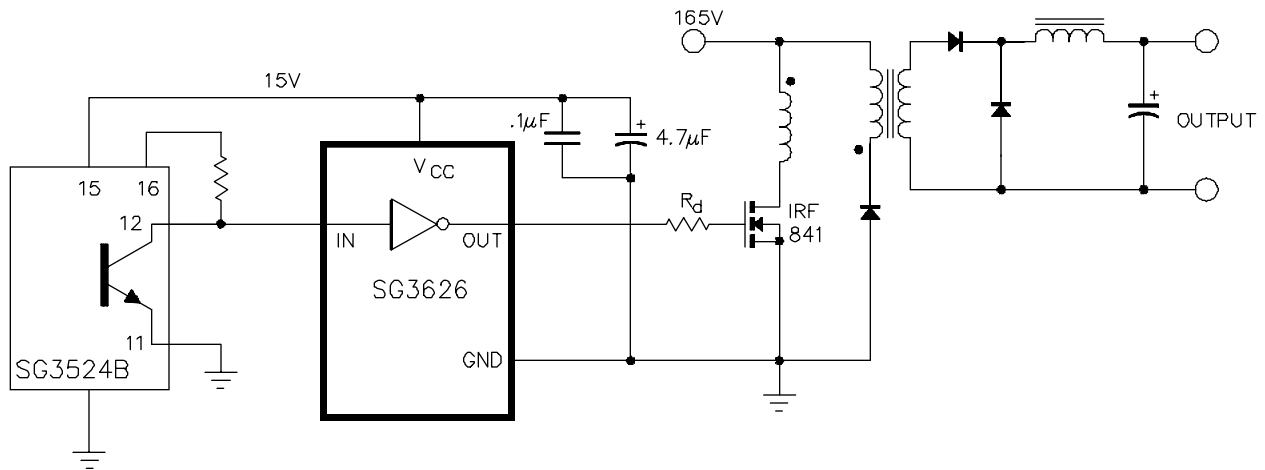 165V
15V
.1μF
+
4.7μF
+
OUTPUT
15 16
V CC
12
IN
OUT
R d
IRF
841
SG3626
11
GND
SG3524B